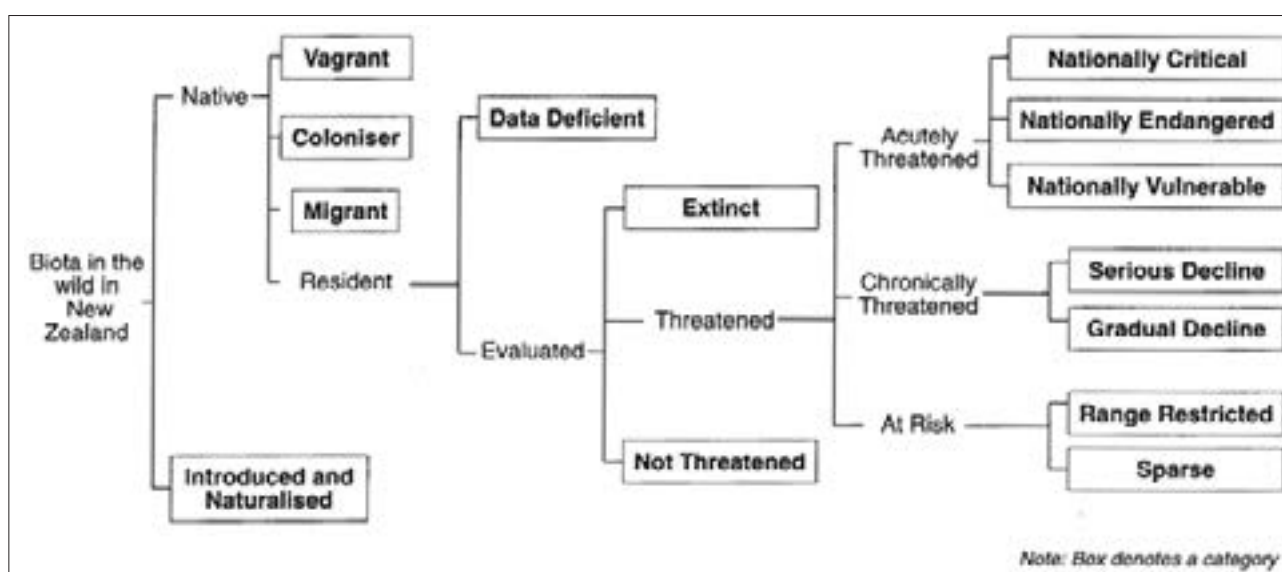 Vagrant
Native
Coloniser
Migrant
Resident
Biota in the
wild in
New
Zealand
Introduced and
Naturalised
Data Deficient
Evaluated
Extinct
Threatened
Not Threatened
Acutely
Threatened
Nationally Critical
Nationally Endangered
Nationally Vulnerable
Chronically
Threatened
Serious Decline
Gradual Decline
At Risk
Range Restricted
Sparse
Note: Box denotes a category